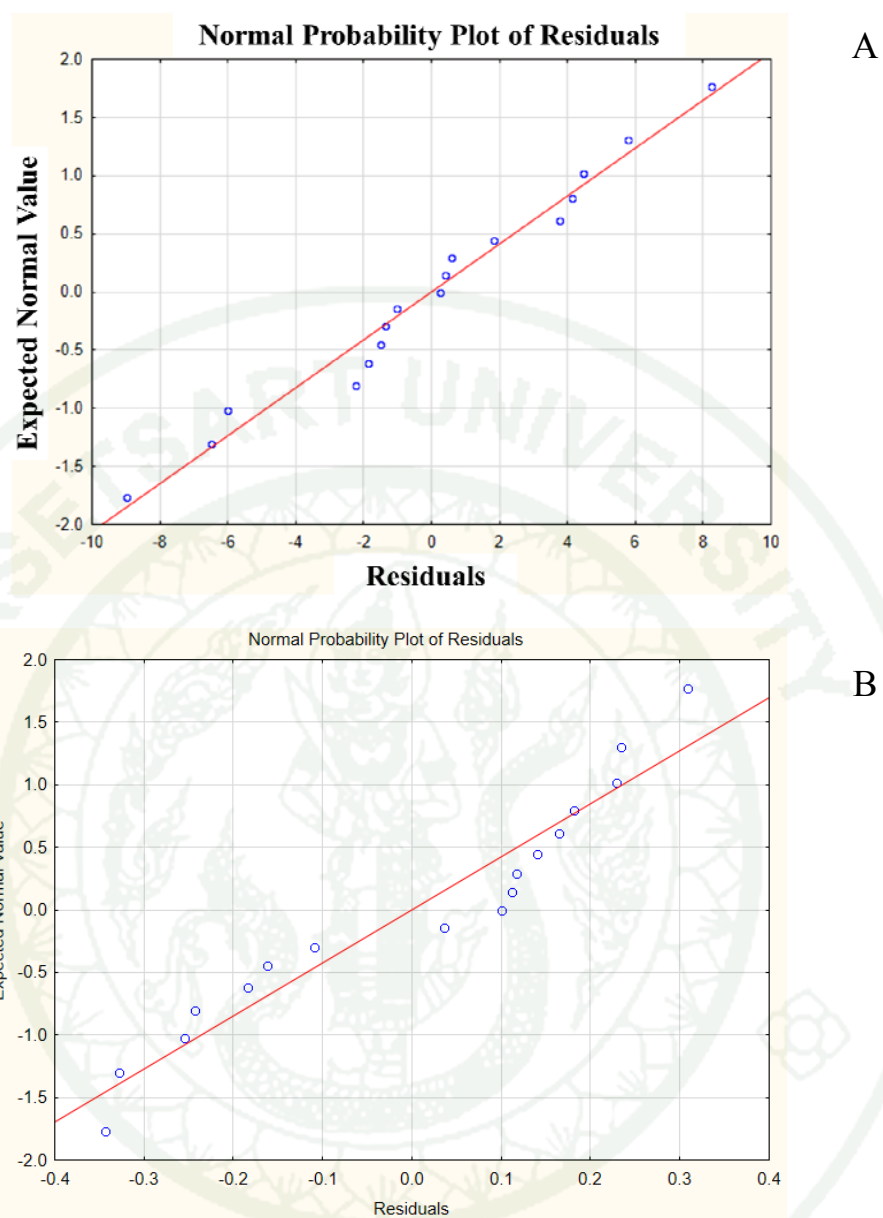 Normal Probability Plot of Residuals
A
2.0
1.5
1.0
0.5
0.0
-0.5
-1.0
-1.5
-2.0
Expected Normal Value
-10 -8 -6 -4 -2 0 2 4 6 8 10
Residuals
Normal Probability Plot of Residuals
B
2.0
1.5
1.0
0.5
0.0
-0.5
-1.0
-1.5
-2.0
Expected Normal Value
-0.4 -0.3 -0.2 -0.1 0.0 0.1 0.2 0.3 0.4
Residuals
UNIVERSITY